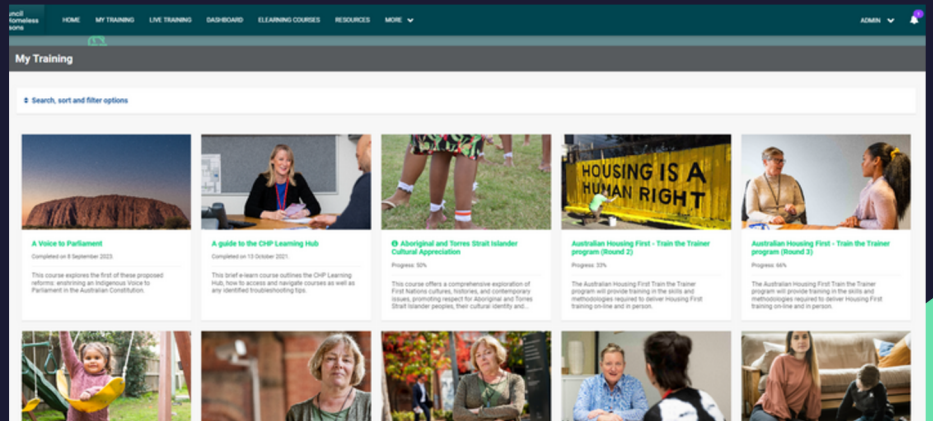 uncil
Homeless
sons
HOME MY TRAINING LIVE TRAINING DASHBOARD ELEARNING COURSES RESOURCES MORE ADMIN
My Training
Search, sort and filter options
HOUSING IS A
HUMAN RIGHT
A Voice to Parliament
Completed on 8 September 2023
This course explores the first of these proposed
reforms: enshrining an Indigenous Voice to
Parliament in the Australian Constitution.
A guide to the CHP Learning Hub
Completed on 13 October 2021.
This brief e-learn course outlines the CHP Learning
Hub, how to access and navigate courses as well as
any identified troubleshooting tips.
Aboriginal and Torres Strait Islander
Cultural Appreciation
Progress: 50%
This course offers a comprehensive exploration of
First Nations cultures, histories, and contemporary
issues, promoting respect for Aboriginal and Torres
Strait Islander peoples, their cultural identity and...
Australian Housing First - Train the Trainer
program (Round 2)
Progress: 33%
The Australian Housing First Train the Trainer
program will provide training in the skills and
methodologies required to deliver Housing First
training on-line and in person.
Australian Housing First - Train the Trainer
program (Round 3)
Progress: 66%
The Australian Housing First Train the Trainer
program will provide training in the skills and
methodologies required to deliver Housing First
training on-line and in person.